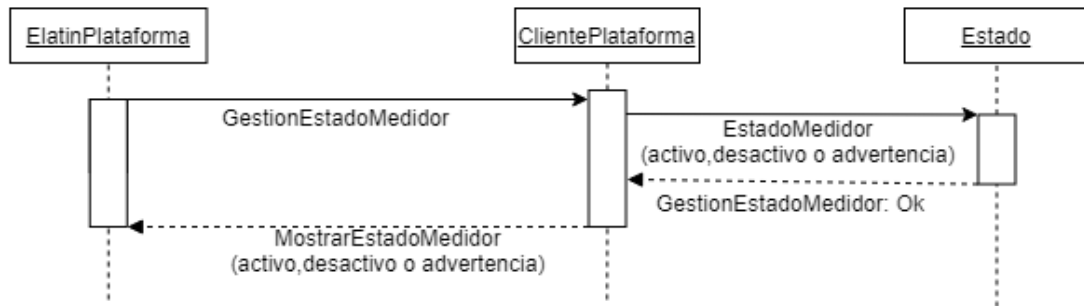 ElatinPlataforma
ClientePlataforma
Estado
GestionEstadoMedidor
EstadoMedidor
(activo,desactivo o advertencia)
GestionEstadoMedidor: Ok
MostrarEstadoMedidor
(activo,desactivo o advertencia)